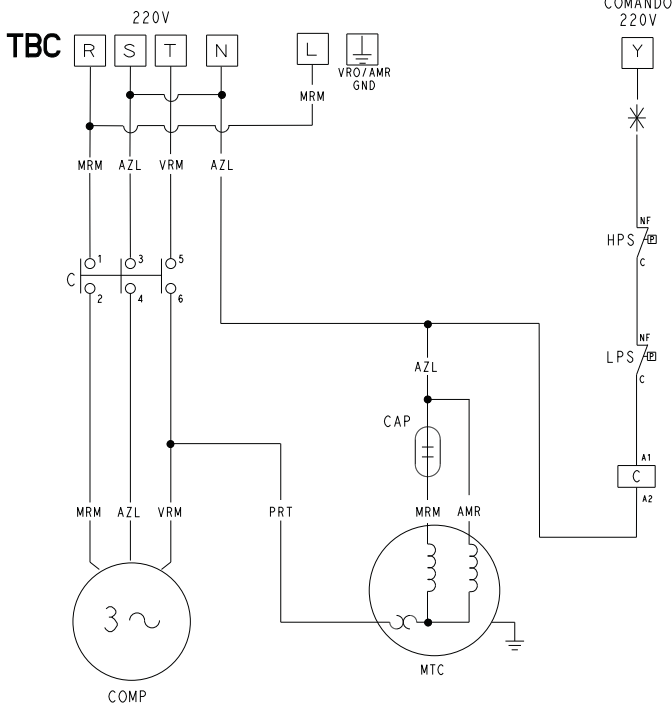 COMANDO
220V
220V
TBC
R S T N L Y
VRO/AMR
GND
MRM
MRM AZL VRM AZL
NF
HPS P
C
1 3 5
C
2 4 6
NF
LPS P
C
AZL
CAP
A1
C
A2
MRM AZL VRM PRT MRM AMR
3
COMP
MTC